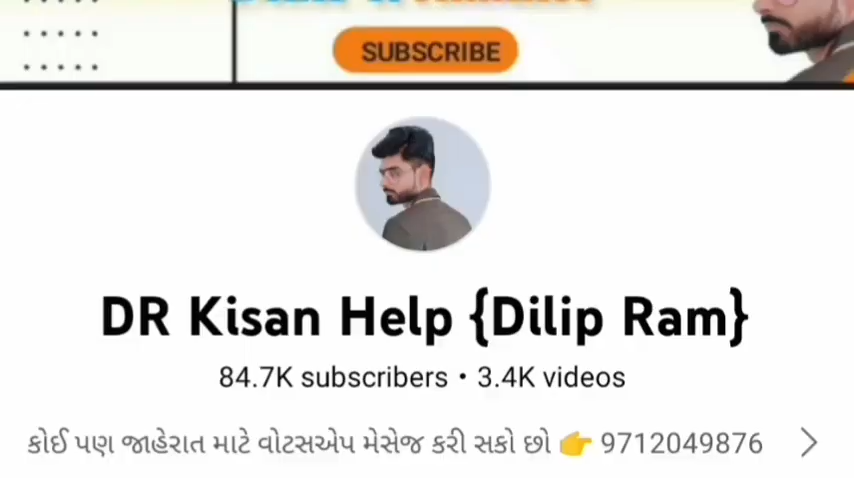 SUBSCRIBE
DR Kisan Help {Dilip Ram}
84.7K subscribers • 3.4K videos
કોઈ પણ જાહેરાત માટે વોટસએપ મેસેજ કરી સકો છો 👉 9712049876